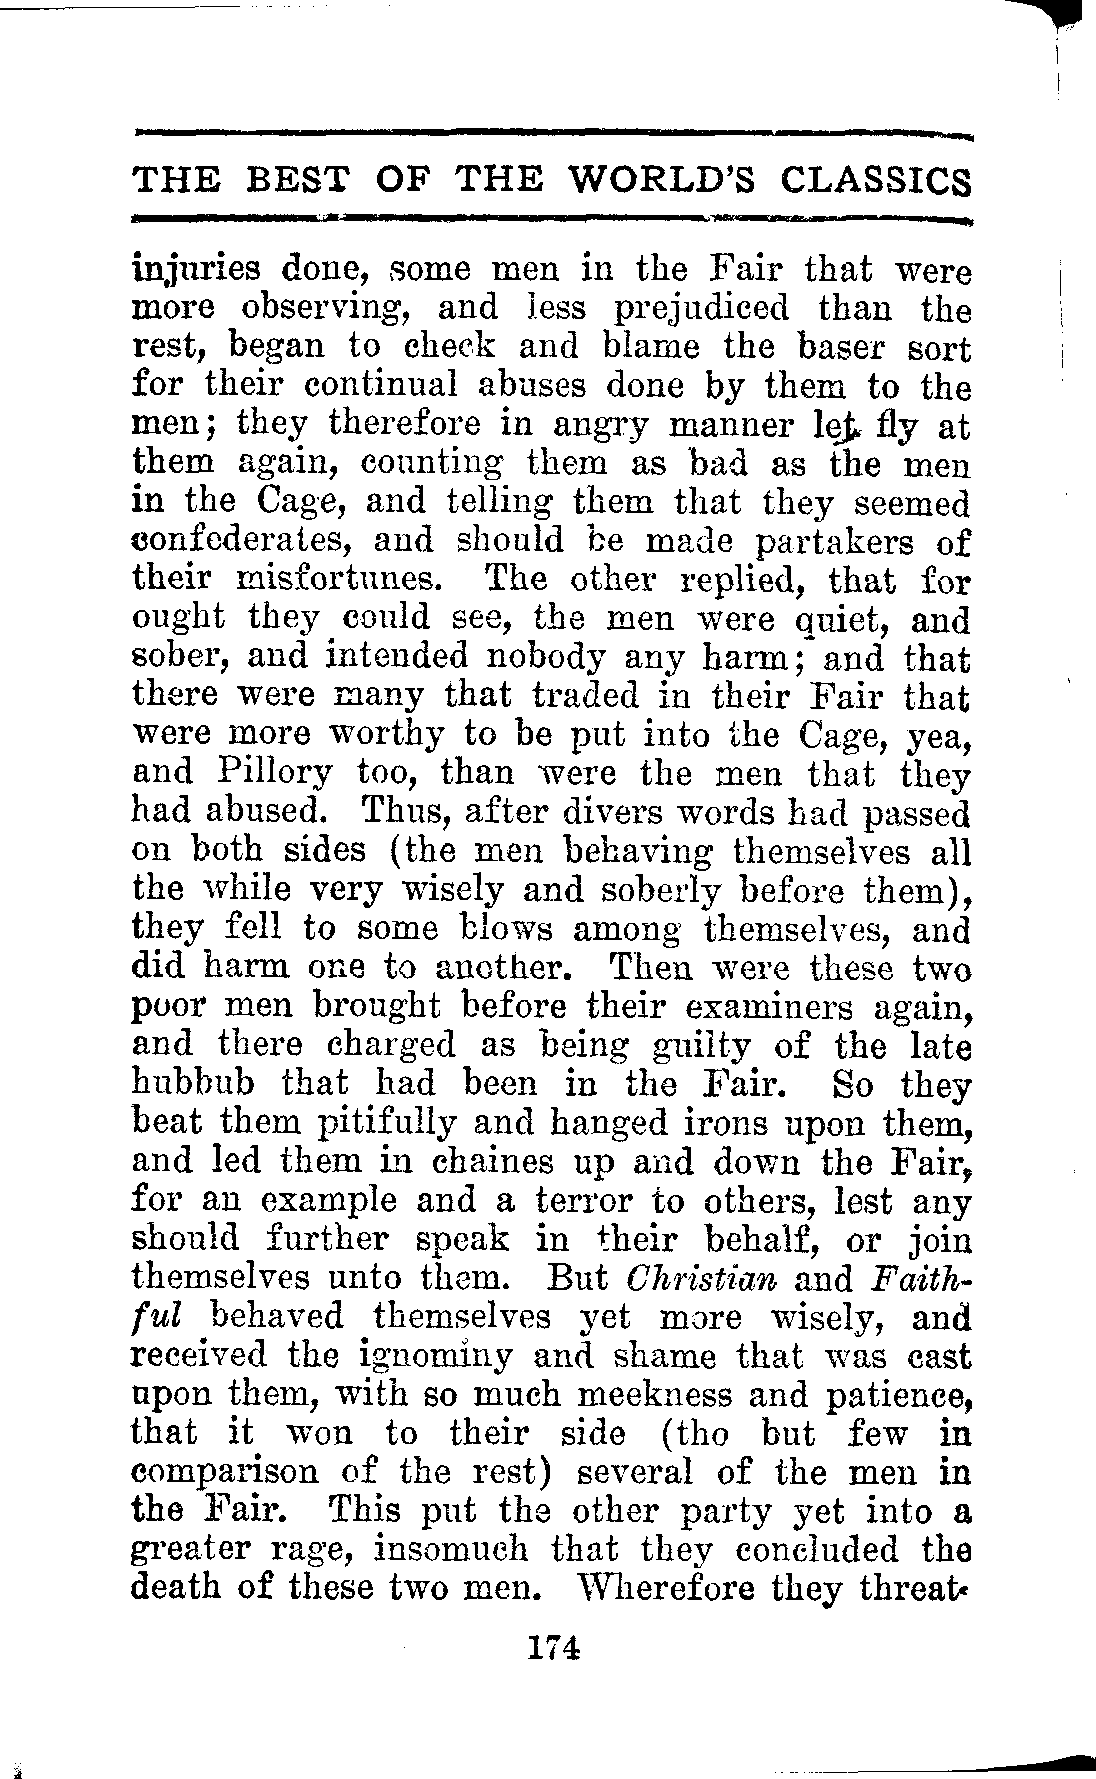 THE BEST OF THE WORLD'S CLASSICS
injuries done, some men in the Fair that were
more observing, and less prejudiced than the
rest, began to check and blame the baser sort
for their continual abuses done by them to the
men; they therefore in angry manner let fly at
them again, counting them as bad as the men
in the Cage, and telling them that they seemed
confederates, and should be made partakers of
their misfortunes. The other replied, that for
ought they could see, the men were quiet, and
sober, and intended nobody any harm; and that
there were many that traded in their Fair that
were more worthy to be put into the Cage, yea,
and Pillory too, than were the men that they
had abused. Thus, after divers words had passed
on both sides (the men behaving themselves all
the while very wisely and soberly before them),
they fell to some blows among themselves, and
did harm one to another. Then were these two
poor men brought before their examiners again,
and there charged as being guilty of the late
hubbub that had been in the Fair. So they
beat them pitifully and hanged irons upon them,
and led them in chaines up and down the Fair,
for an example and a terror to others, lest any
should further speak in their behalf, or join
themselves unto them. But Christian and Faith-
ful behaved themselves yet more wisely, and
received the ignominy and shame that was cast
upon them, with so much meekness and patience,
that it won to their side (tho but few in
comparison of the rest) several of the men in
the Fair. This put the other party yet into a
greater rage, insomuch that they concluded the
death of these two men. Wherefore they threat-
174